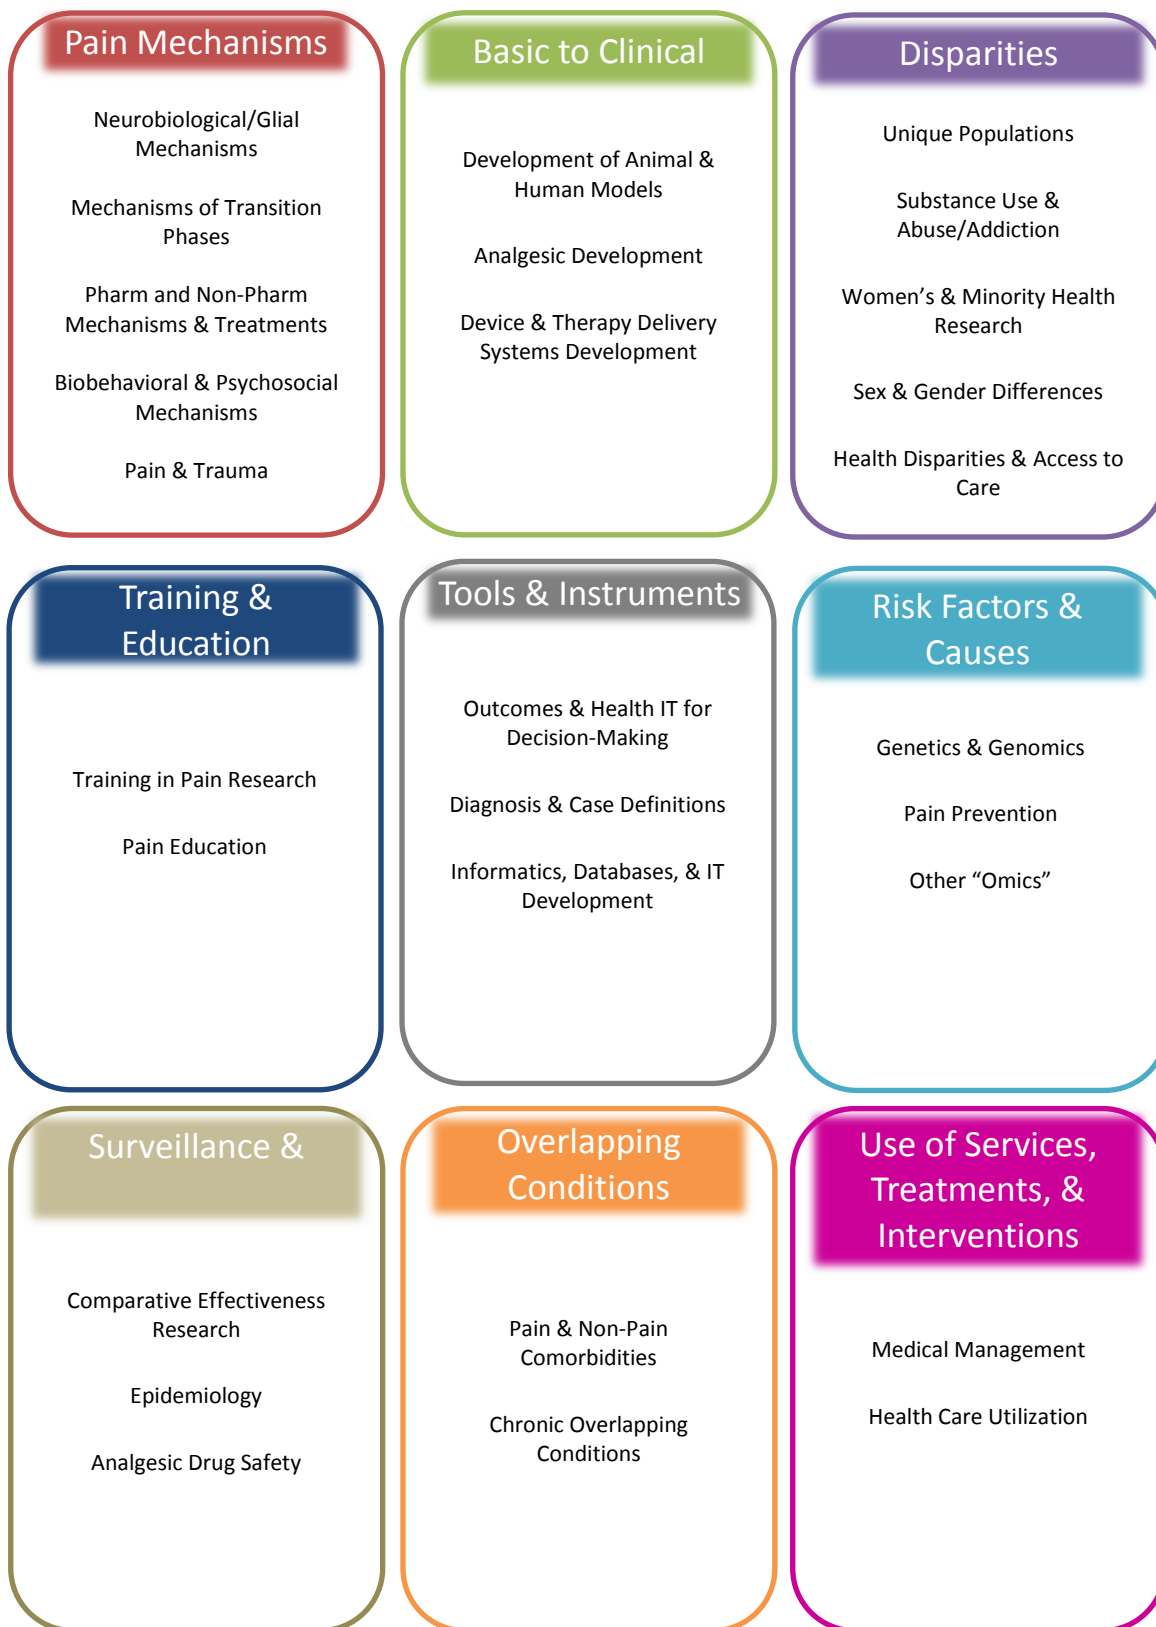 Pain Mechanisms
Neurobiological/Glial
Mechanisms
Mechanisms of Transition
Phases
Pharm and Non-Pharm
Mechanisms & Treatments
Biobehavioral & Psychosocial
Mechanisms
Pain & Trauma
Basic to Clinical
Development of Animal &
Human Models
Analgesic Development
Device & Therapy Delivery
Systems Development
Disparities
Unique Populations
Substance Use &
Abuse/Addiction
Women’s & Minority Health
Research
Sex & Gender Differences
Health Disparities & Access to
Care
Training &
Education
Training in Pain Research
Pain Education
Tools & Instruments
Outcomes & Health IT for
Decision-Making
Diagnosis & Case Definitions
Informatics, Databases, & IT
Development
Risk Factors &
Causes
Genetics & Genomics
Pain Prevention
Other “Omics”
Surveillance &
Comparative Effectiveness
Research
Epidemiology
Analgesic Drug Safety
Overlapping
Conditions
Pain & Non-Pain
Comorbidities
Chronic Overlapping
Conditions
Use of Services,
Treatments, &
Interventions
Medical Management
Health Care Utilization